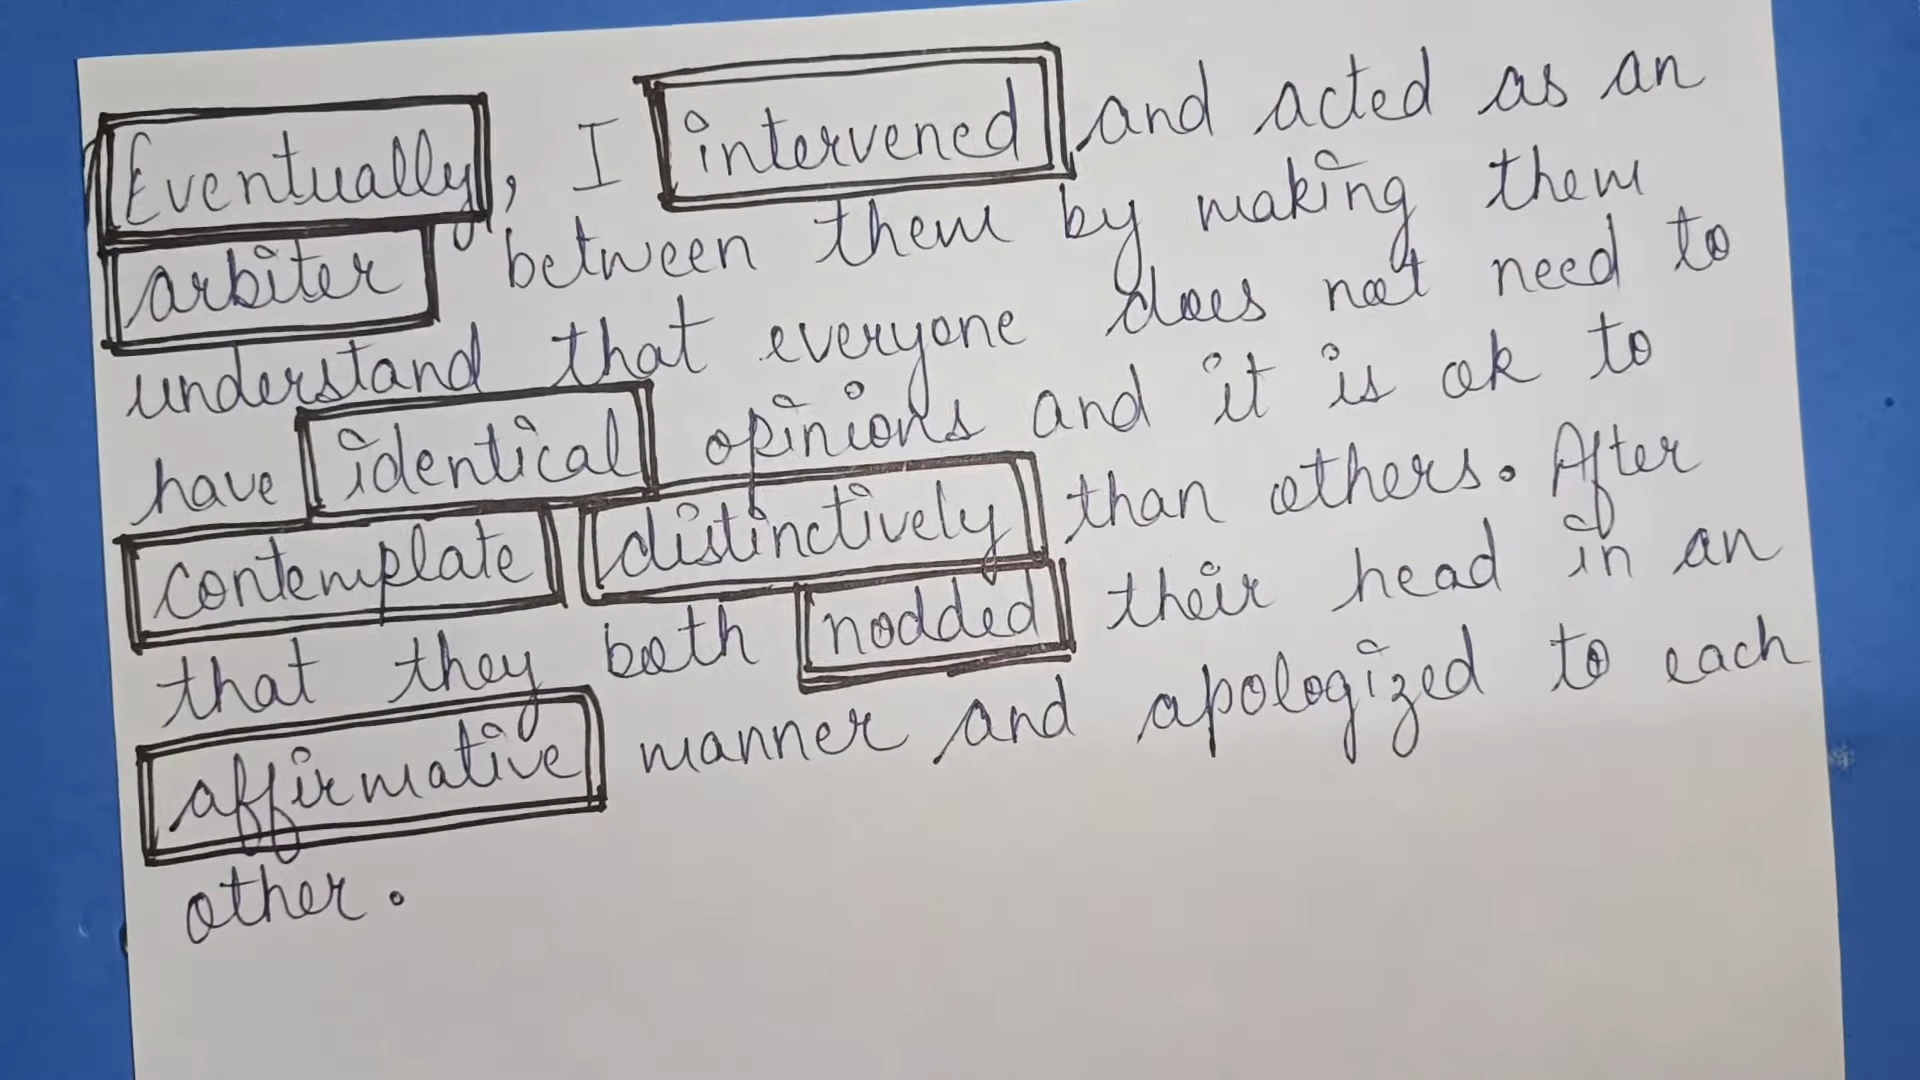 Eventually, I intervened and acted as an
arbiter between them by making them
understand that everyone does not need to
have identical opinions and it is ok to
contemplate distinctively than others. After
that they both nodded their head in an
affirmative manner and apologized to each
other.